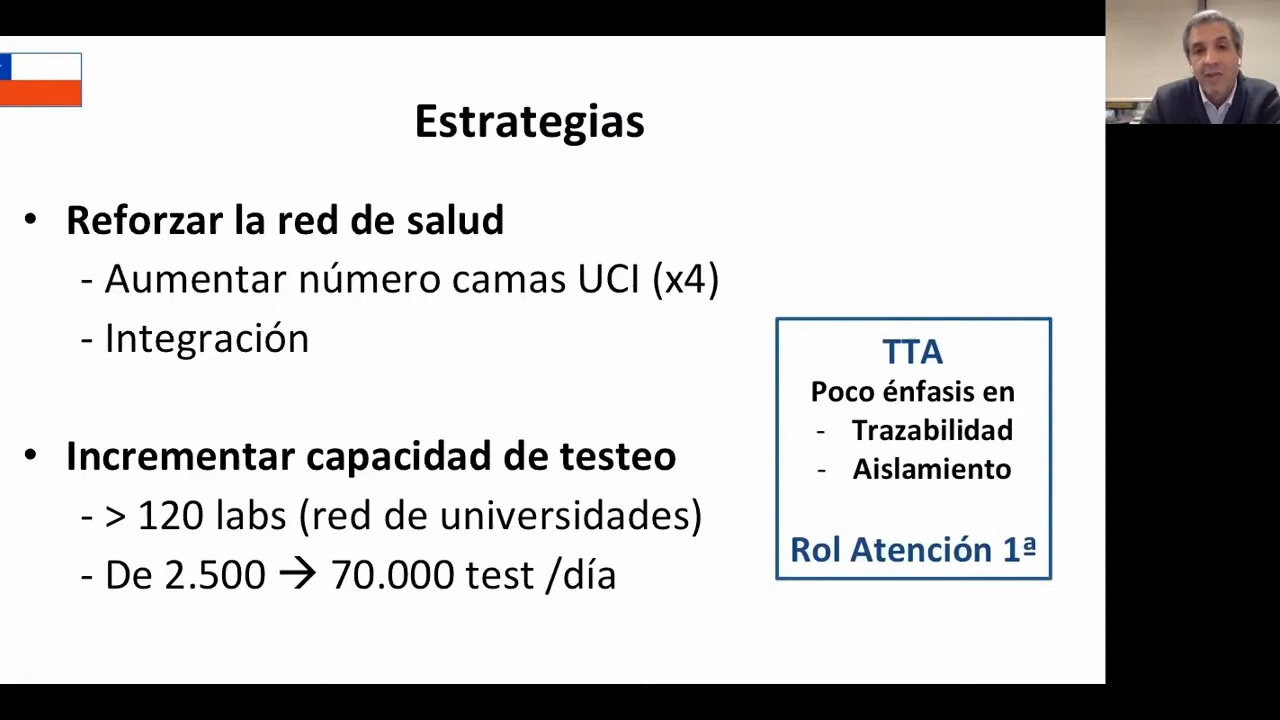 Estrategias
• Reforzar la red de salud
- Aumentar número camas UCI (x4)
- Integración
• Incrementar capacidad de testeo
- > 120 labs (red de universidades)
- De 2.500 → 70.000 test /día
TTA
Poco énfasis en
- Trazabilidad
- Aislamiento
Rol Atención 1ª